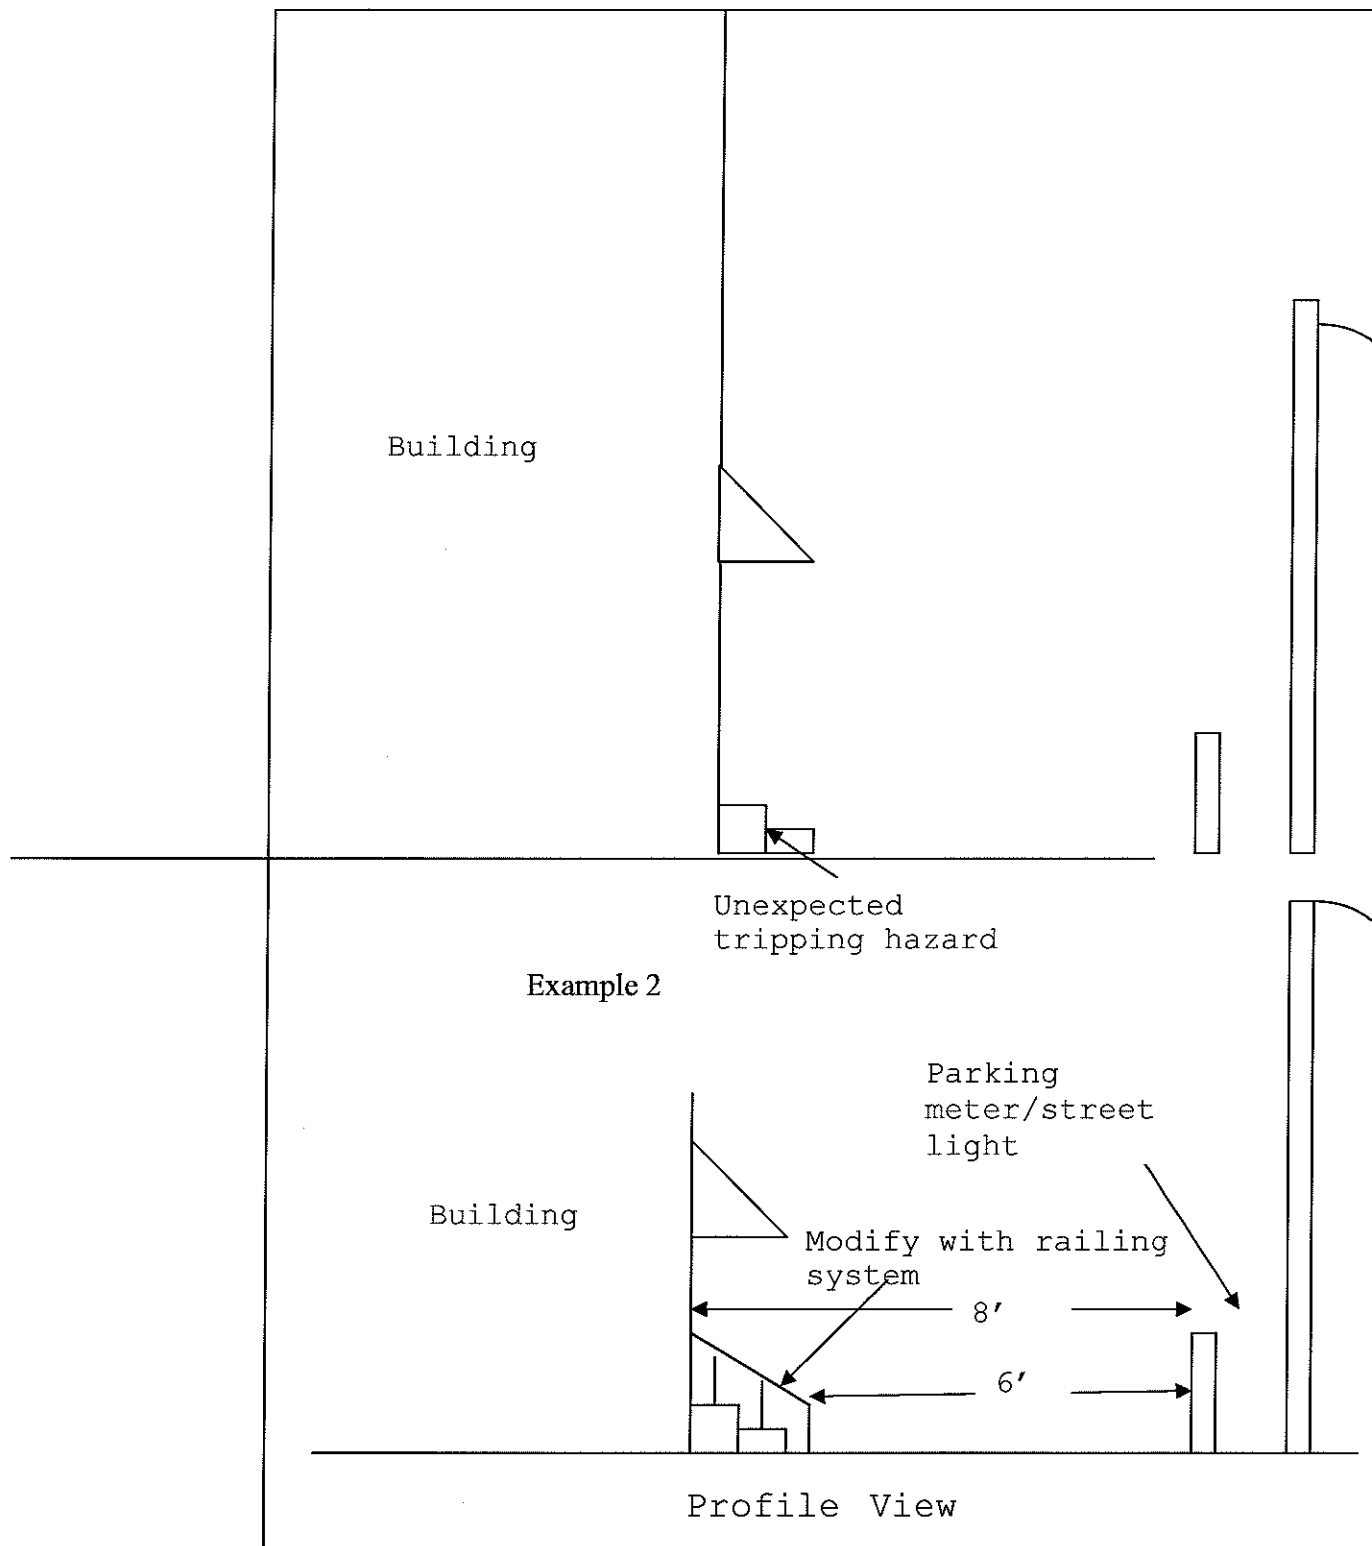 Building
Unexpected
tripping hazard
Example 2
Parking
meter/street
light
Building
Modify with railing
system
8'
6'
Profile View